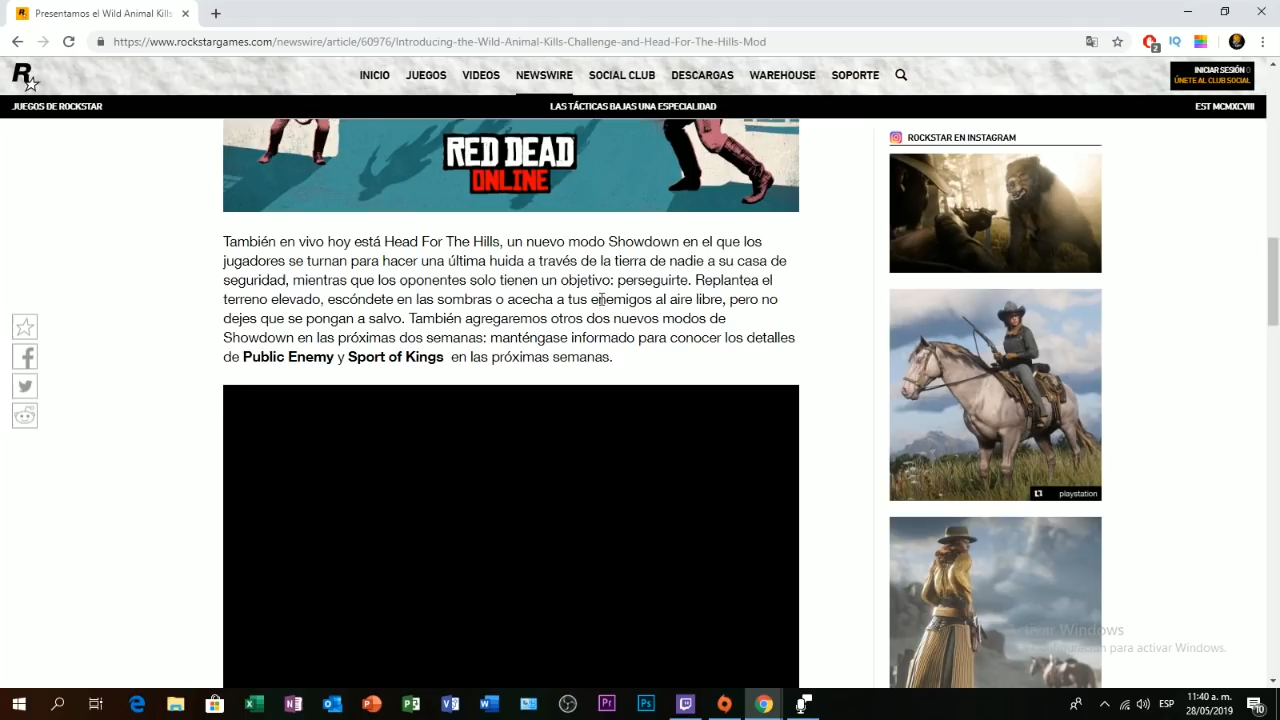 Presentamos el Wild Animal Kills
https://www.rockstargames.com/newswire/article/60976/Introducing-the-Wild-Animal-Kills-Challenge-and-Head-For-The-Hills-Mod
2
IQ
R
INICIO JUEGOS VIDEOS NEWSWIRE SOCIAL CLUB DESCARGAS WAREHOUSE SOPORTE
INICIAR SESIÓN O
ÚNETE AL CLUB SOCIAL
JUEGOS DE ROCKSTAR LAS TÁCTICAS BAJAS UNA ESPECIALIDAD EST MCMXCVIII
RED DEAD
ONLINE
También en vivo hoy está Head For The Hills, un nuevo modo Showdown en el que los
jugadores se turnan para hacer una última huida a través de la tierra de nadie a su casa de
seguridad, mientras que los oponentes solo tienen un objetivo: perseguirte. Replantea el
terreno elevado, escóndete en las sombras o acecha a tus enemigos al aire libre, pero no
dejes que se pongan a salvo. También agregaremos otros dos nuevos modos de
Showdown en las próximas dos semanas: manténgase informado para conocer los detalles
de Public Enemy y Sport of Kings en las próximas semanas.
ROCKSTAR EN INSTAGRAM
playstation
Windows
para activar Windows.
ESP
11:40 a. m.
28/05/2019
10